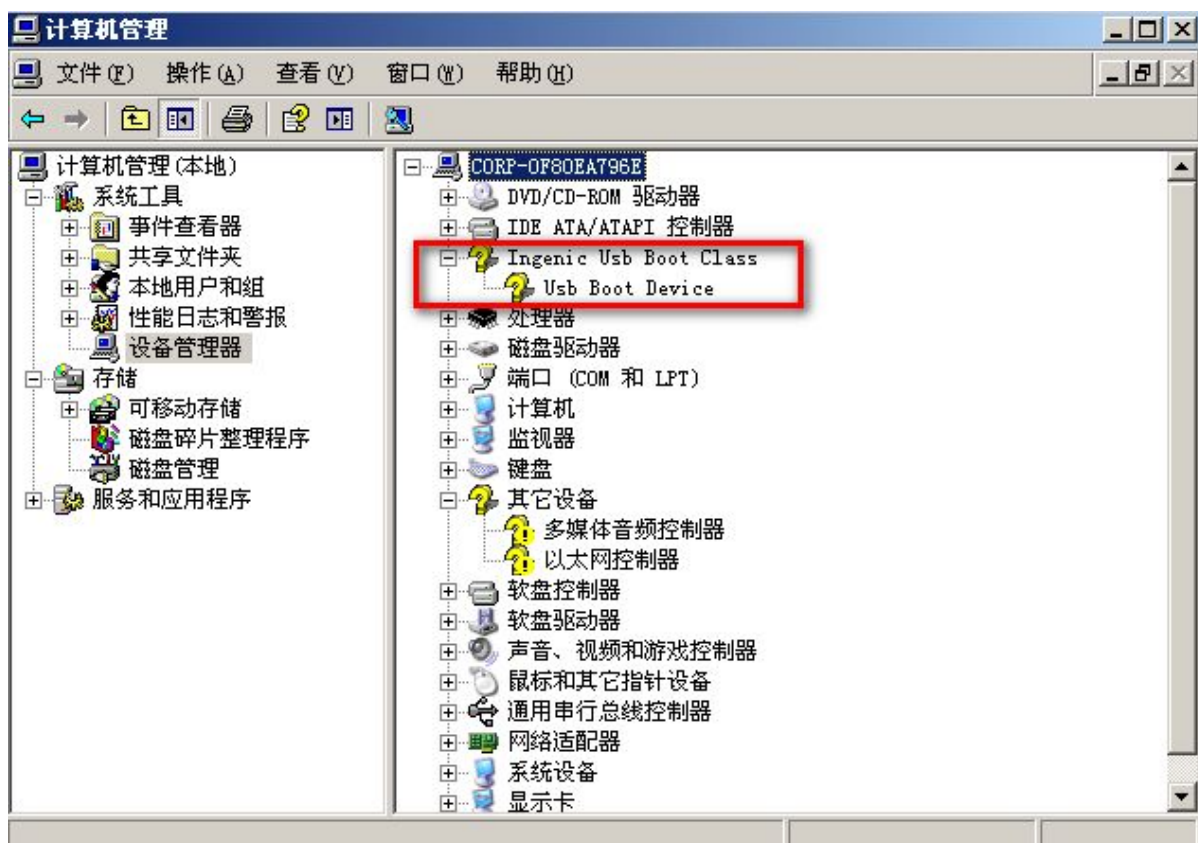 计算机管理
文件(F) 操作(A) 查看(V) 窗口(W) 帮助(H)
计算机管理(本地)
系统工具
事件查看器
共享文件夹
本地用户和组
性能日志和警报
设备管理器
存储
可移动存储
磁盘碎片整理程序
磁盘管理
服务和应用程序
CORP-0F80EA796E
DVD/CD-ROM 驱动器
IDE ATA/ATAPI 控制器
Ingenic Usb Boot Class
Usb Boot Device
处理器
磁盘驱动器
端口 (COM 和 LPT)
计算机
监视器
键盘
其它设备
多媒体音频控制器
以太网控制器
软盘控制器
软盘驱动器
声音、视频和游戏控制器
鼠标和其它指针设备
通用串行总线控制器
网络适配器
系统设备
显示卡